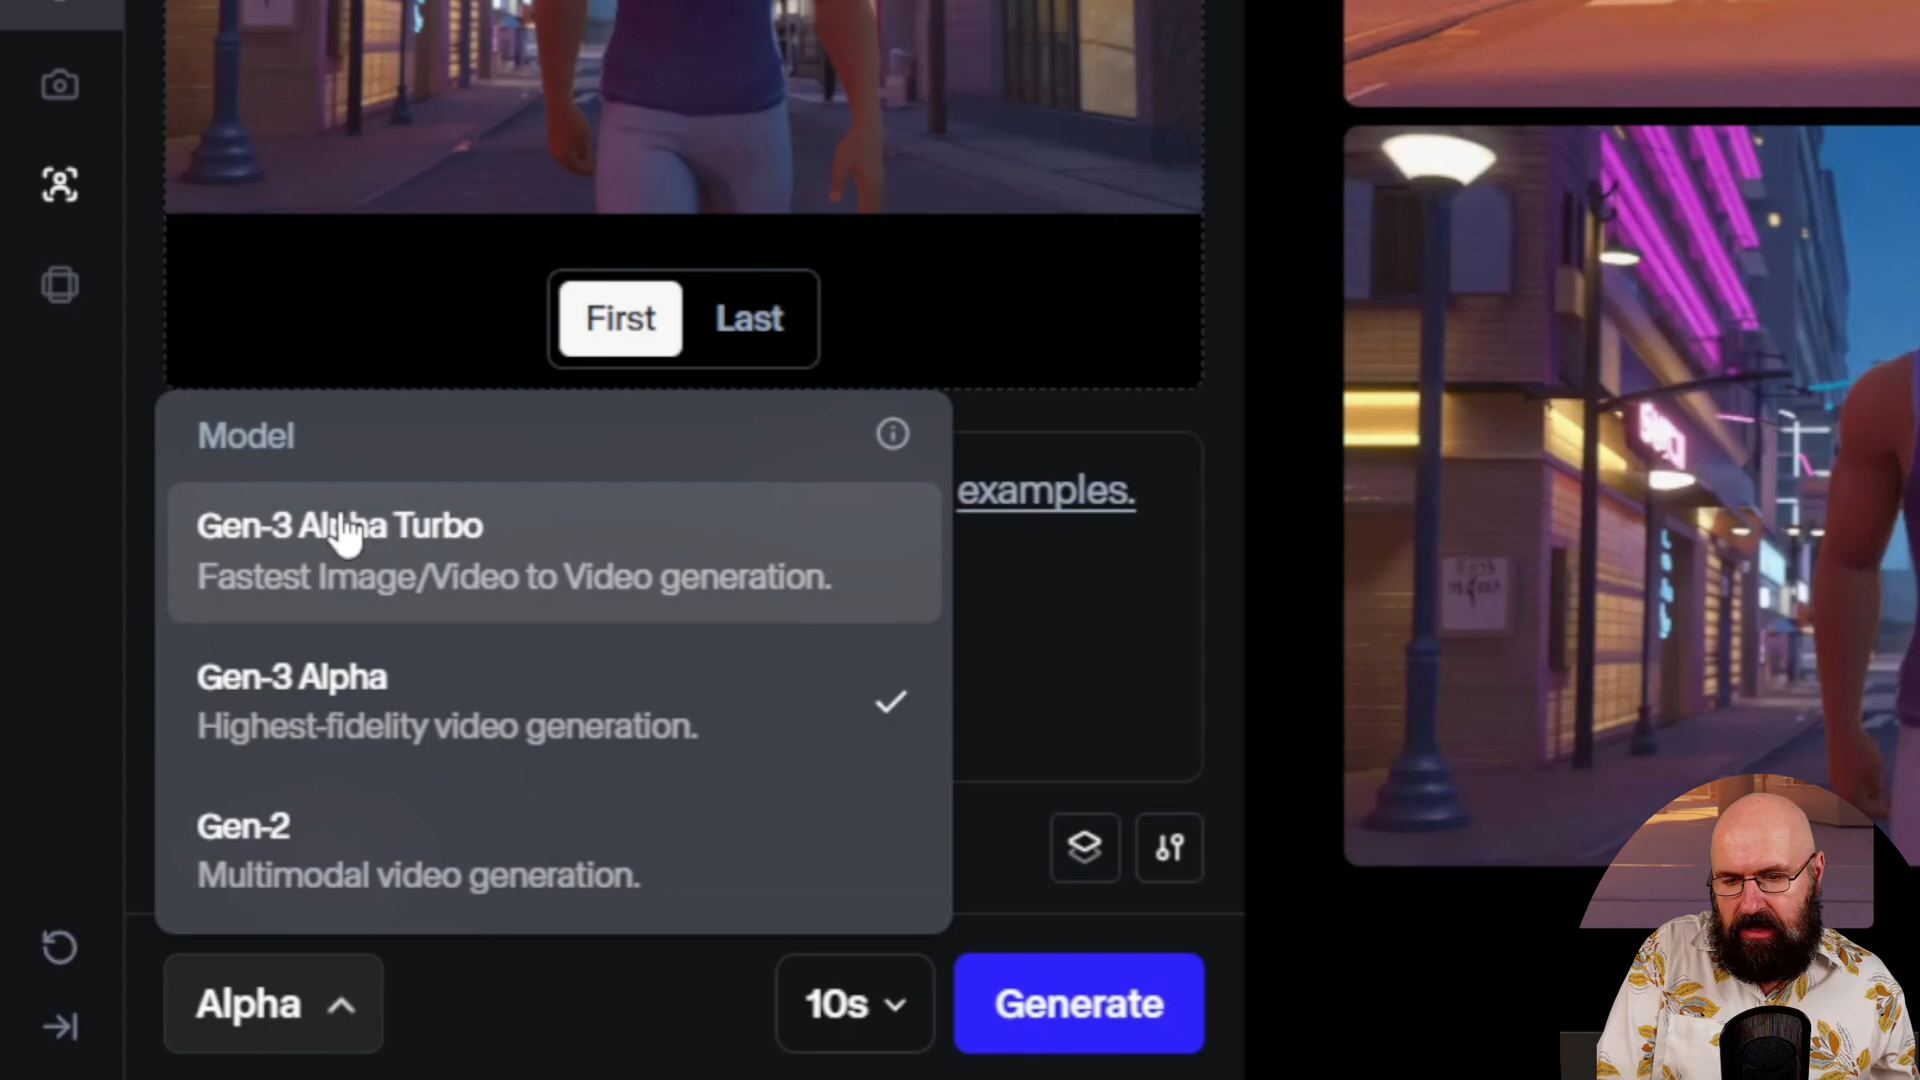 First Last
Model
Gen-3 Alpha Turbo
Fastest Image/Video to Video generation.
examples.
Gen-3 Alpha
Highest-fidelity video generation.
Gen-2
Multimodal video generation.
Alpha
10s
Generate